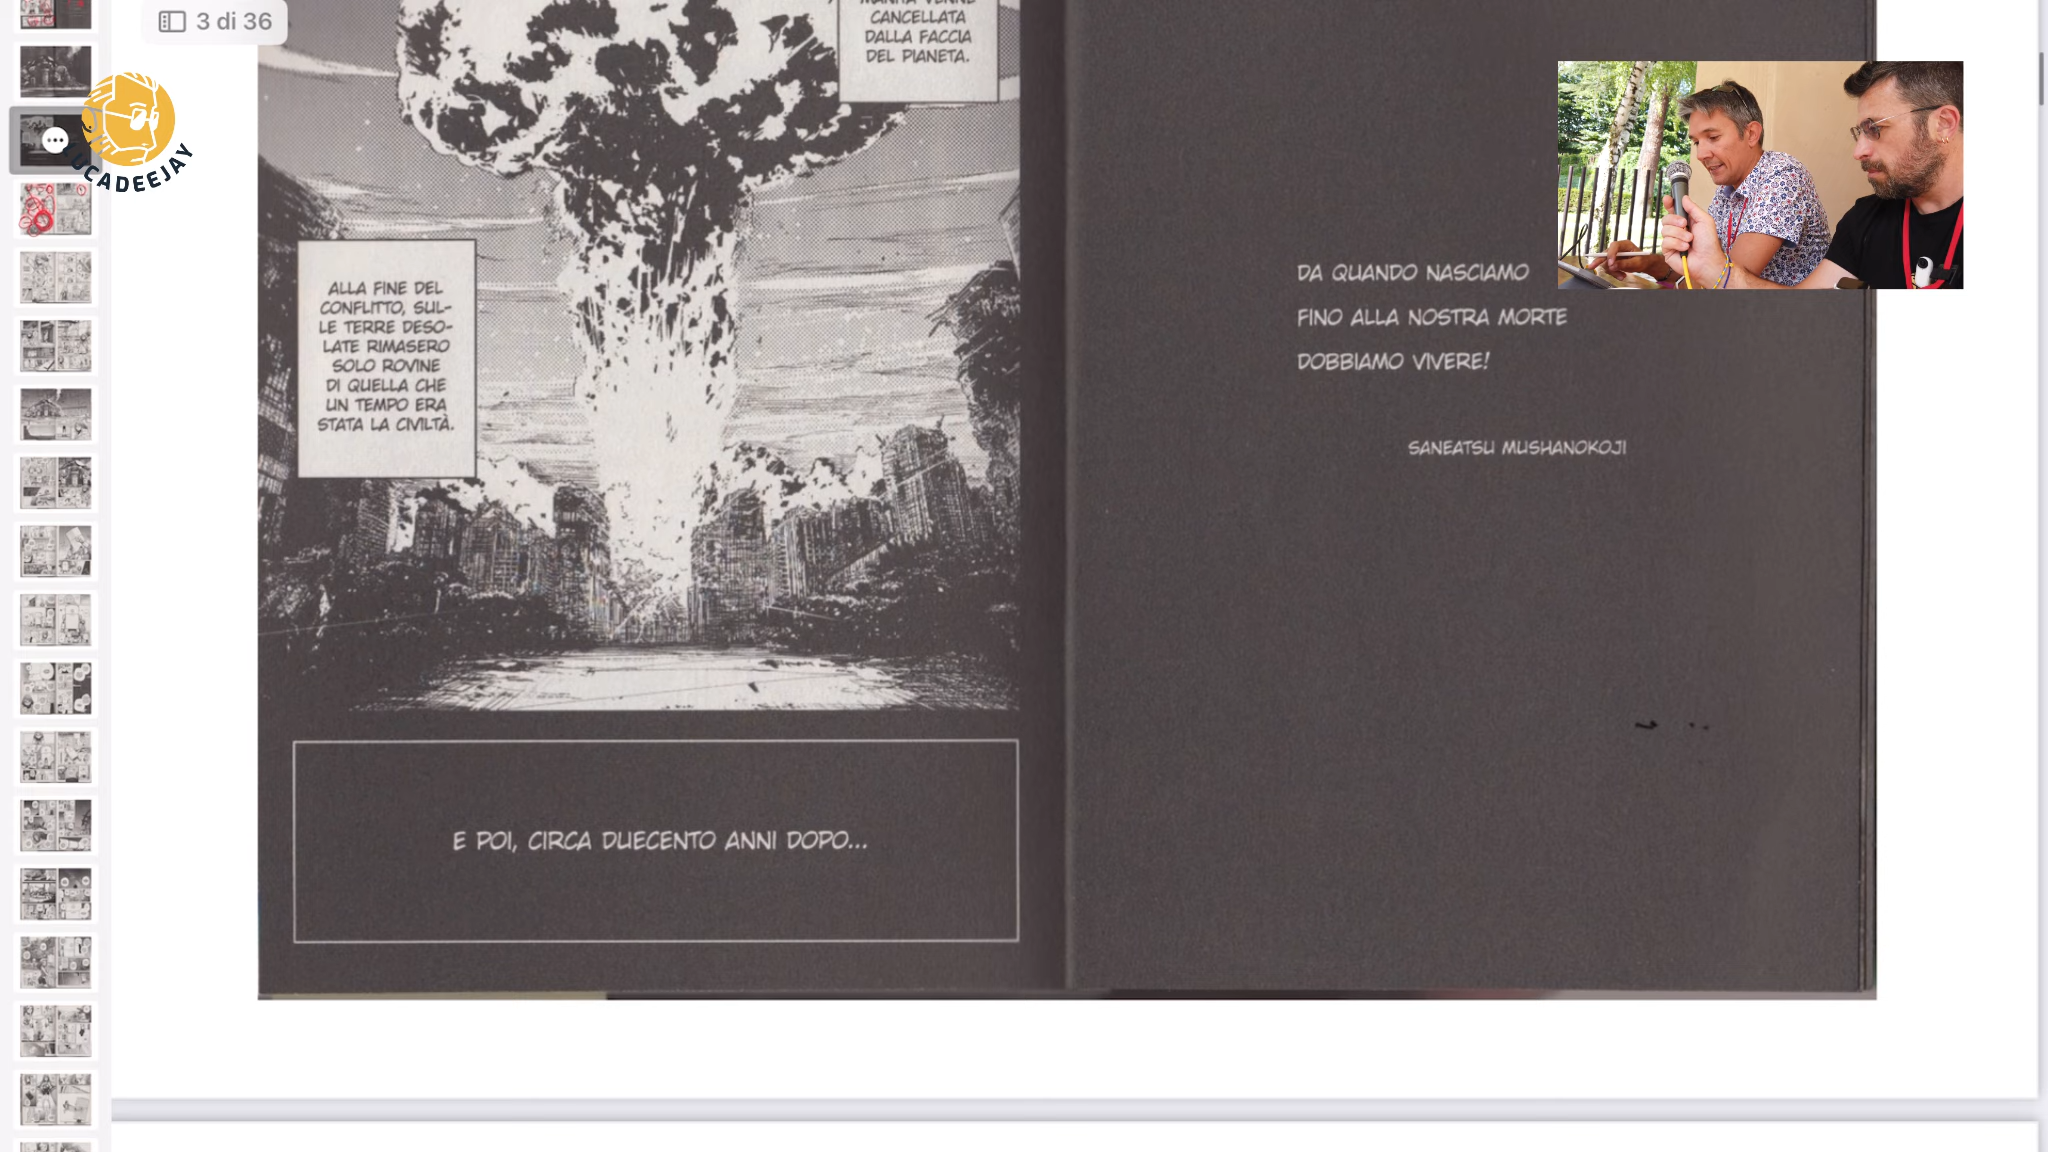 3 di 36
CANCELLATA
DALLA FACCIA
DEL PIANETA.
ALLA FINE DEL
CONFLITTO, SUL-
LE TERRE DESO-
LATE RIMASERO
SOLO ROVINE
DI QUELLA CHE
UN TEMPO ERA
STATA LA CIVILTÀ.
E POI, CIRCA DUECENTO ANNI DOPO...
DA QUANDO NASCIAMO
FINO ALLA NOSTRA MORTE
DOBBIAMO VIVERE!
SANEATSU MUSHANOKOJI
UCADEEJAY